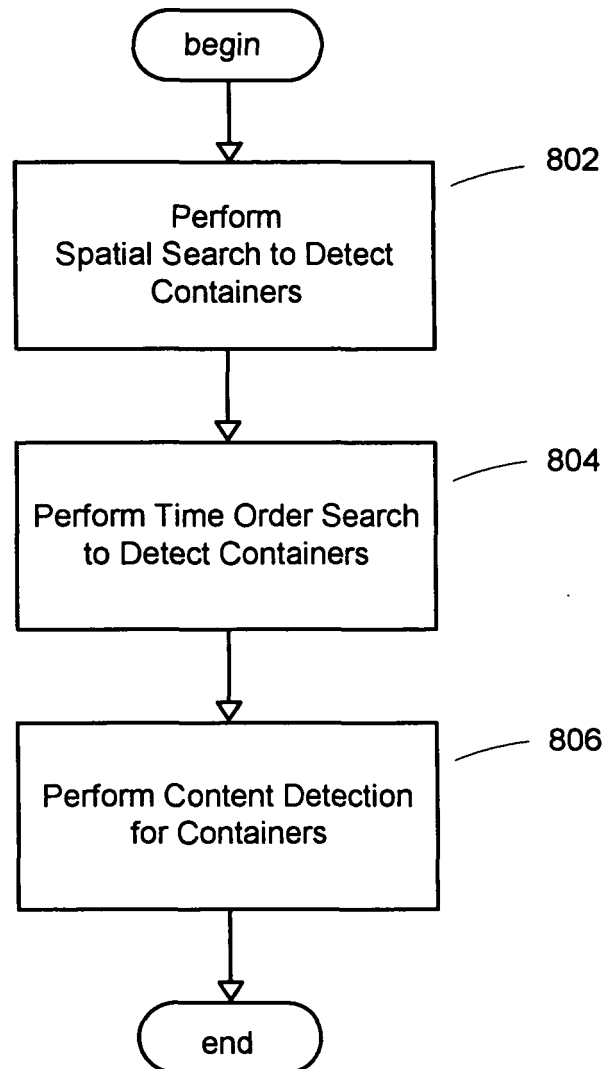 begin
802
Perform
Spatial Search to Detect
Containers
804
Perform Time Order Search
to Detect Containers
806
Perform Content Detection
for Containers
end